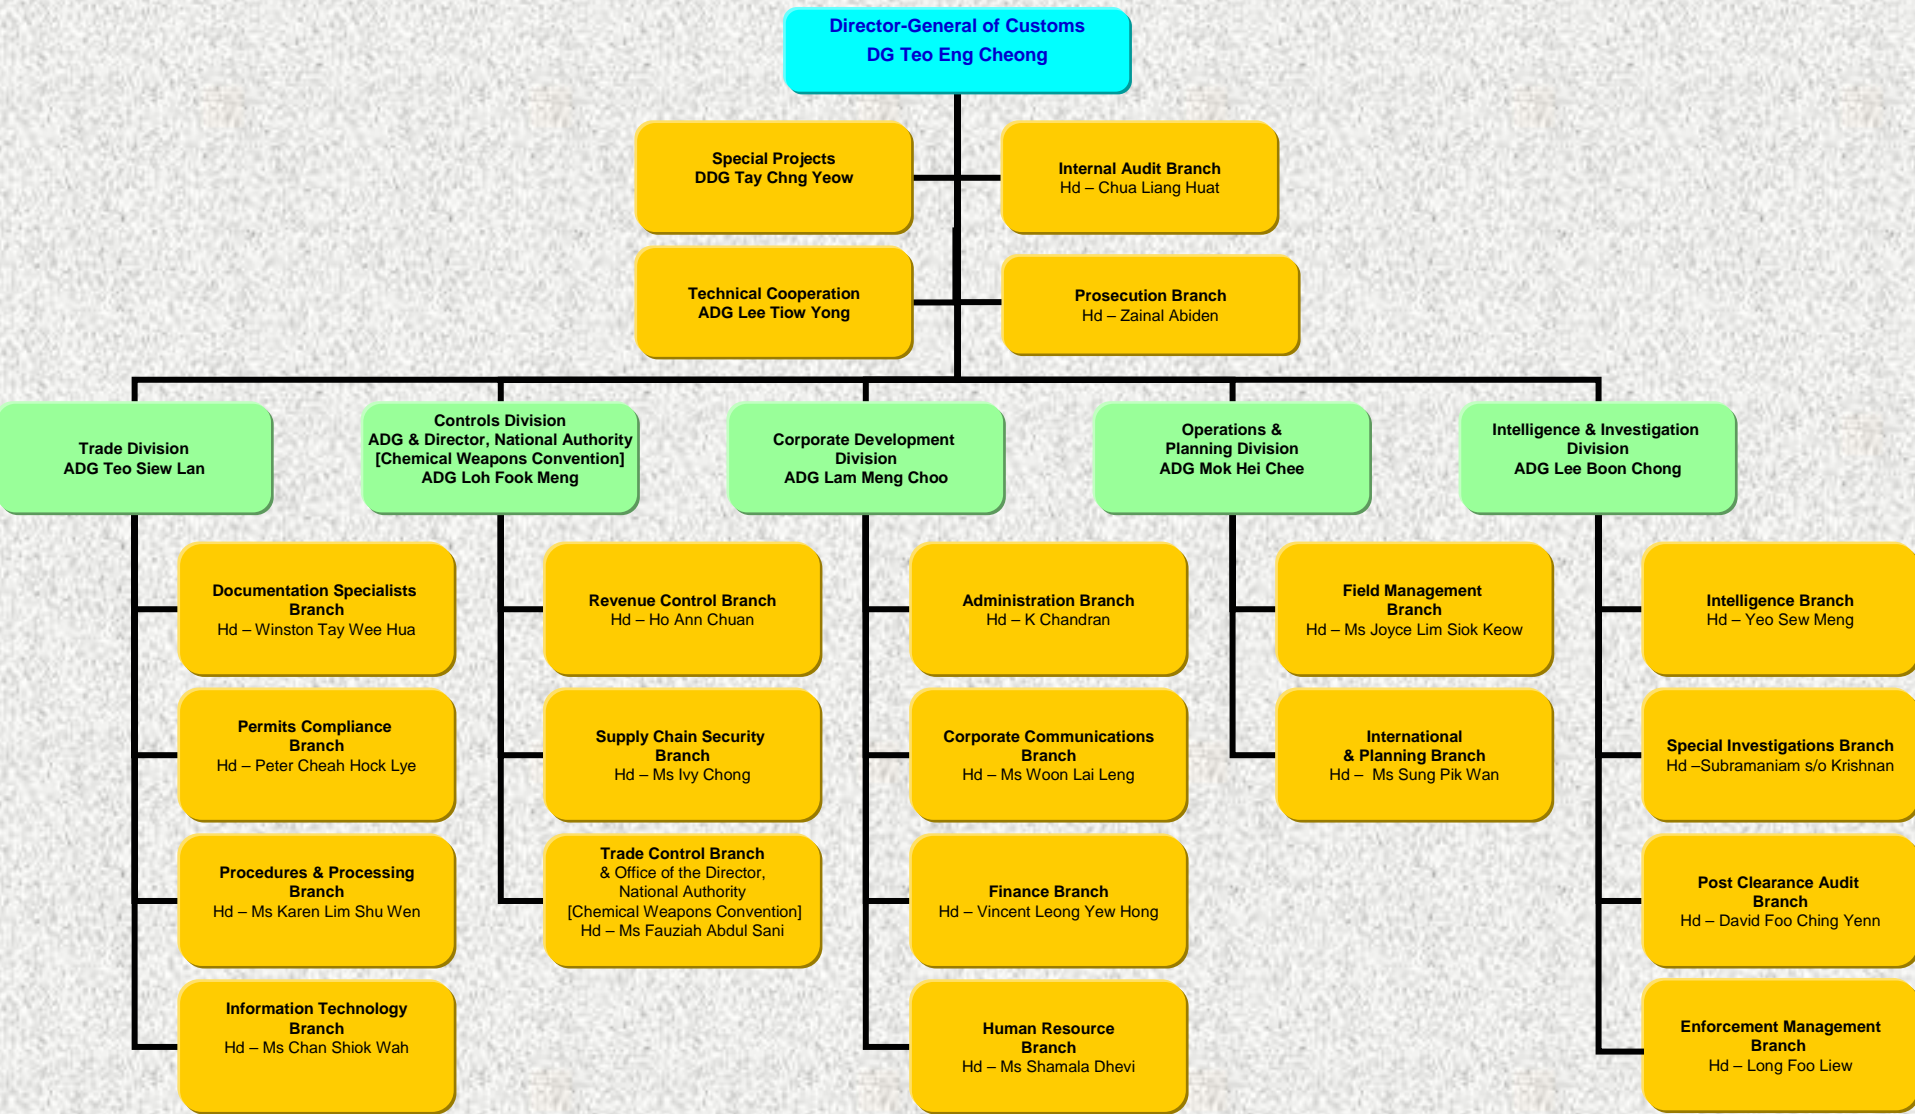 Director-General of Customs
DG Teo Eng Cheong
Special Projects
DDG Tay Chng Yeow
Internal Audit Branch
Hd – Chua Liang Huat
Technical Cooperation
ADG Lee Tiow Yong
Prosecution Branch
Hd – Zainal Abiden
Trade Division
ADG Teo Siew Lan
Controls Division
ADG & Director, National Authority
[Chemical Weapons Convention]
ADG Loh Fook Meng
Corporate Development
Division
ADG Lam Meng Choo
Operations &
Planning Division
ADG Mok Hei Chee
Intelligence & Investigation
Division
ADG Lee Boon Chong
Documentation Specialists
Branch
Hd – Winston Tay Wee Hua
Permits Compliance
Branch
Hd – Peter Cheah Hock Lye
Procedures & Processing
Branch
Hd – Ms Karen Lim Shu Wen
Information Technology
Branch
Hd – Ms Chan Shiok Wah
Revenue Control Branch
Hd – Ho Ann Chuan
Supply Chain Security
Branch
Hd – Ms Ivy Chong
Trade Control Branch
& Office of the Director,
National Authority
[Chemical Weapons Convention]
Hd – Ms Fauziah Abdul Sani
Administration Branch
Hd – K Chandran
Corporate Communications
Branch
Hd – Ms Woon Lai Leng
Finance Branch
Hd – Vincent Leong Yew Hong
Human Resource
Branch
Hd – Ms Shamala Dhevi
Field Management
Branch
Hd – Ms Joyce Lim Siok Keow
International
& Planning Branch
Hd –  Ms Sung Pik Wan
Intelligence Branch
Hd – Yeo Sew Meng
Special Investigations Branch
Hd –Subramaniam s/o Krishnan
Post Clearance Audit
Branch
Hd – David Foo Ching Yenn
Enforcement Management
Branch
Hd – Long Foo Liew